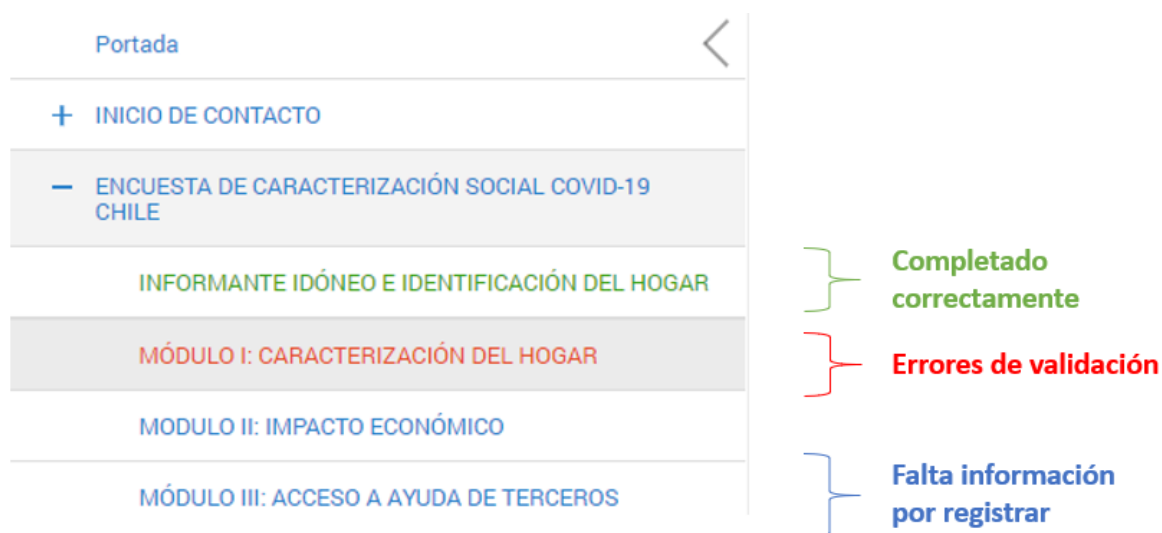 Portada
+ INICIO DE CONTACTO
− ENCUESTA DE CARACTERIZACIÓN SOCIAL COVID-19
CHILE
INFORMANTE IDÓNEO E IDENTIFICACIÓN DEL HOGAR
Completado
correctamente
MÓDULO I: CARACTERIZACIÓN DEL HOGAR
Errores de validación
MODULO II: IMPACTO ECONÓMICO
MÓDULO III: ACCESO A AYUDA DE TERCEROS
Falta información
por registrar